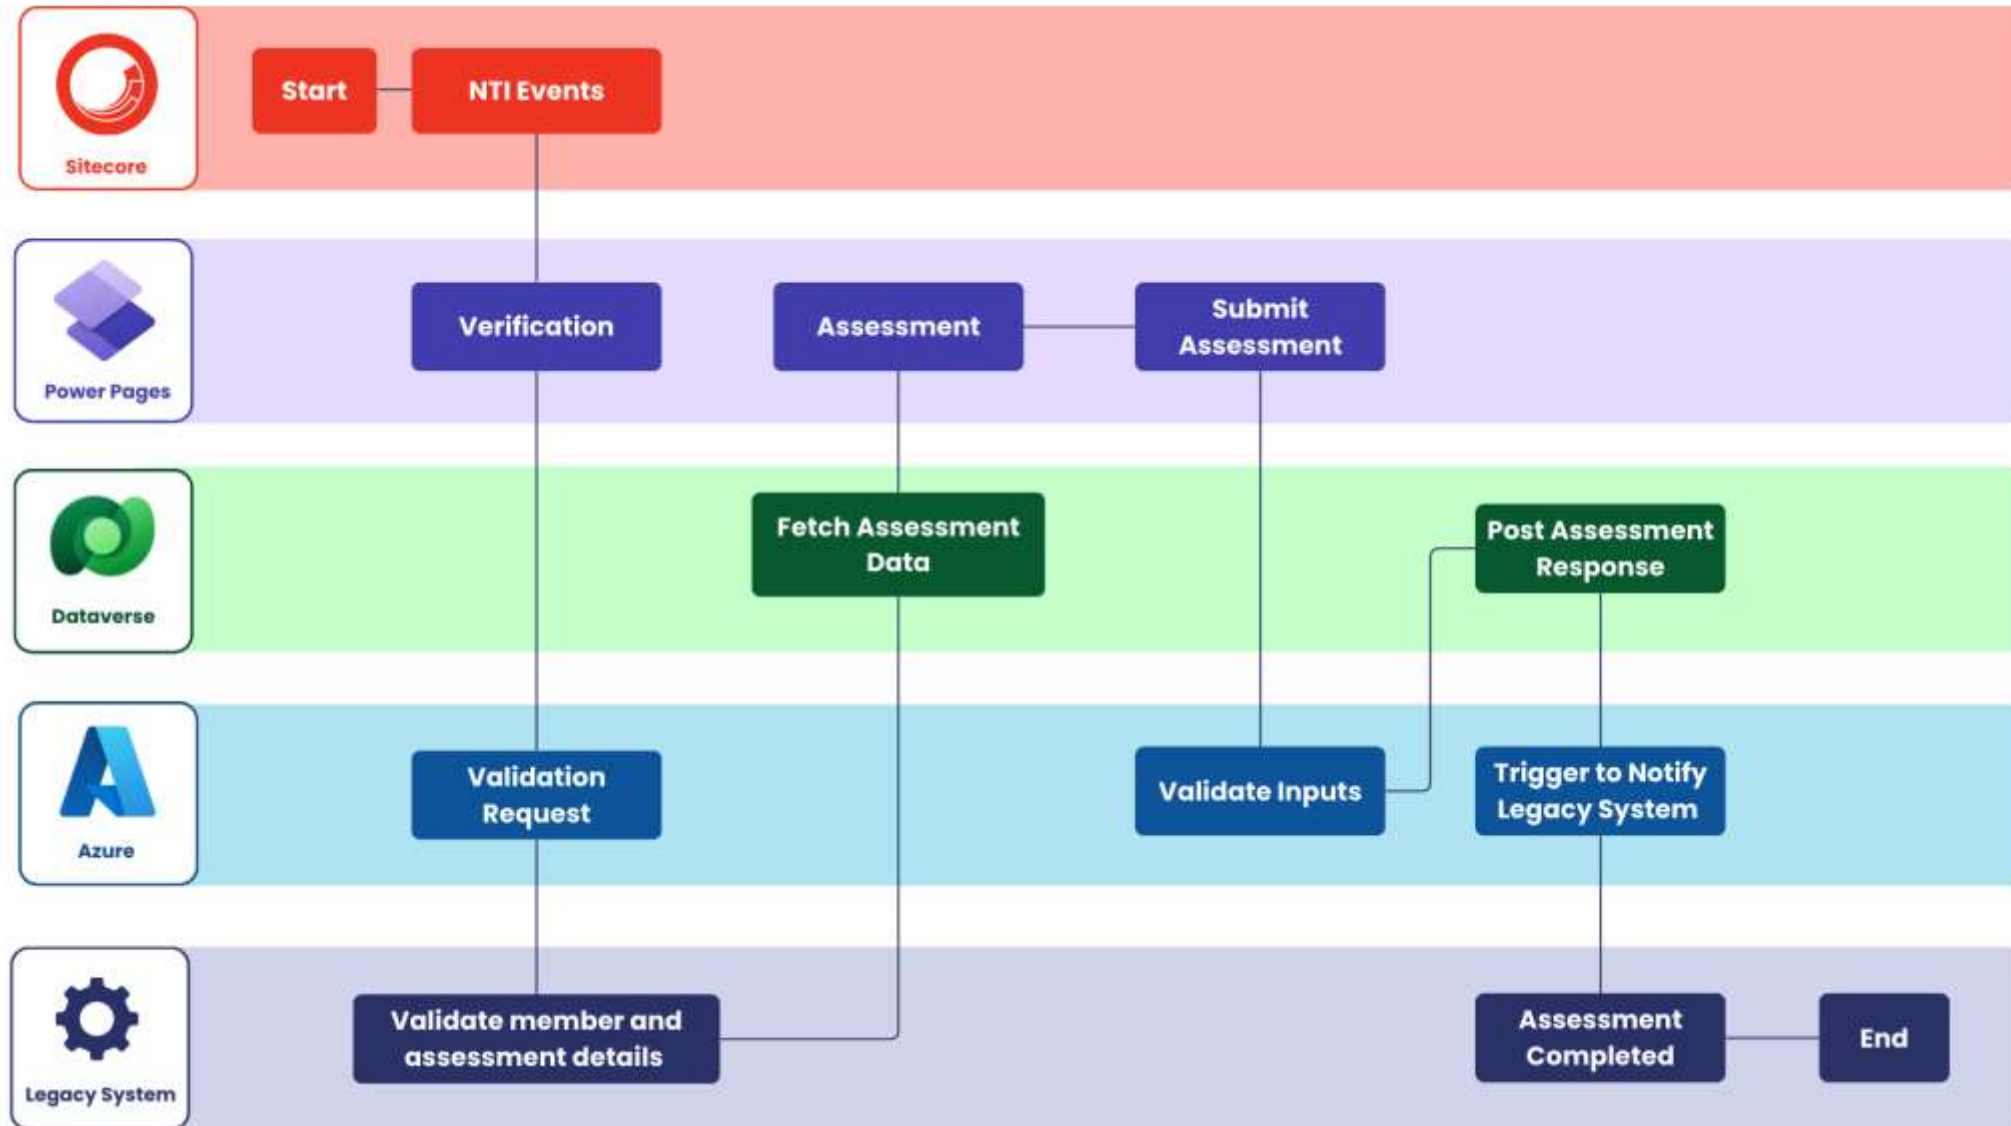 Sitecore
Start
NTI Events
Power Pages
Verification
Assessment
Submit
Assessment
Dataverse
Fetch Assessment
Data
Post Assessment
Response
Azure
Validation
Request
Validate Inputs
Trigger to Notify
Legacy System
Legacy System
Validate member and
assessment details
Assessment
Completed
End